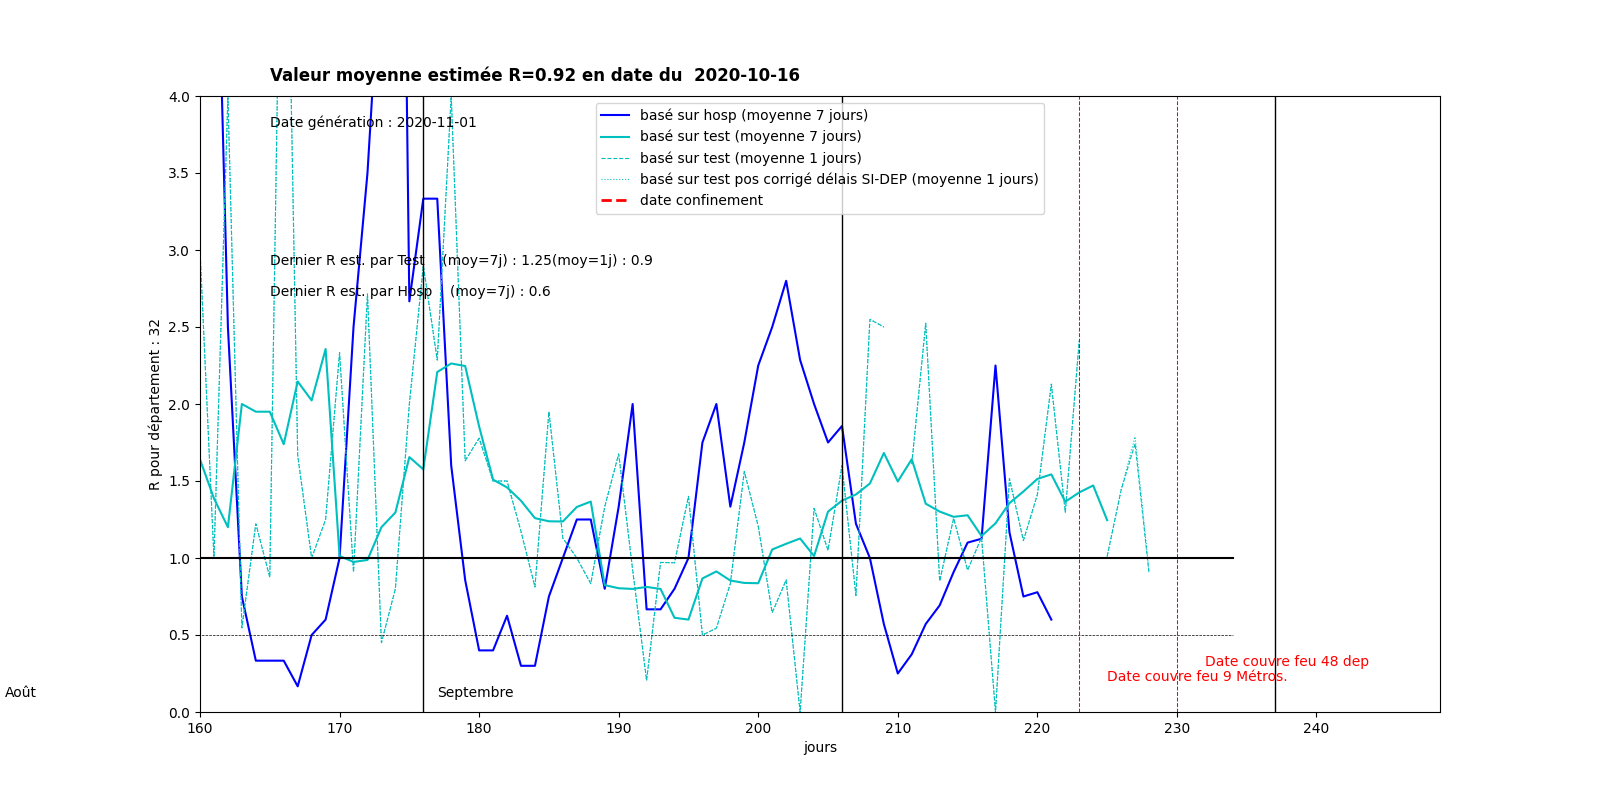 Valeur moyenne estimée R=0.92 en date du  2020-10-16
4.0
Date génération : 2020-11-01
basé sur hosp (moyenne 7 jours)
basé sur test (moyenne 7 jours)
basé sur test (moyenne 1 jours)
basé sur test pos corrigé délais SI-DEP (moyenne 1 jours)
date confinement
3.5
3.0
Dernier R est. par Test    (moy=7j) : 1.25(moy=1j) : 0.9
Dernier R est. par Hosp    (moy=7j) : 0.6
2.5
2.0
1.5
1.0
0.5
0.0
R pour département : 32
Date couvre feu 48 dep
Date couvre feu 9 Métros.
Août
Septembre
160 170 180 190 200 210 220 230 240
jours